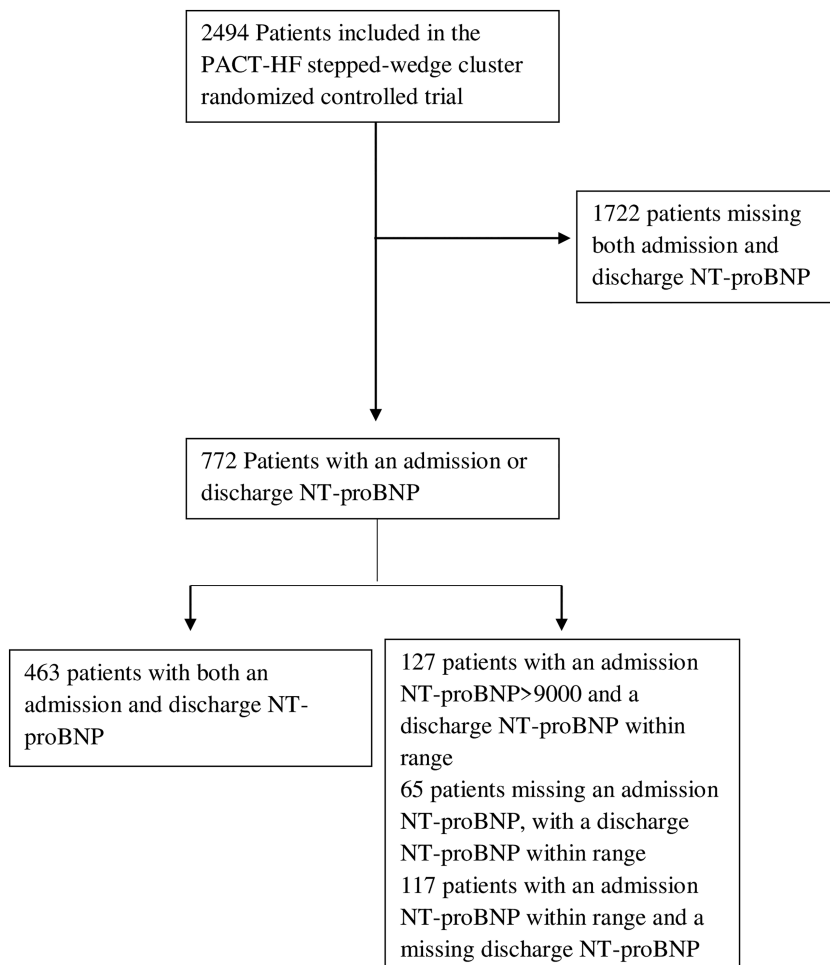 2494 Patients included in the
PACT-HF stepped-wedge cluster
randomized controlled trial
1722 patients missing
both admission and
discharge NT-proBNP
772 Patients with an admission or
discharge NT-proBNP
463 patients with both an
admission and discharge NT-
proBNP
127 patients with an admission
NT-proBNP>9000 and a
discharge NT-proBNP within
range
65 patients missing an admission
NT-proBNP, with a discharge
NT-proBNP within range
117 patients with an admission
NT-proBNP within range and a
missing discharge NT-proBNP